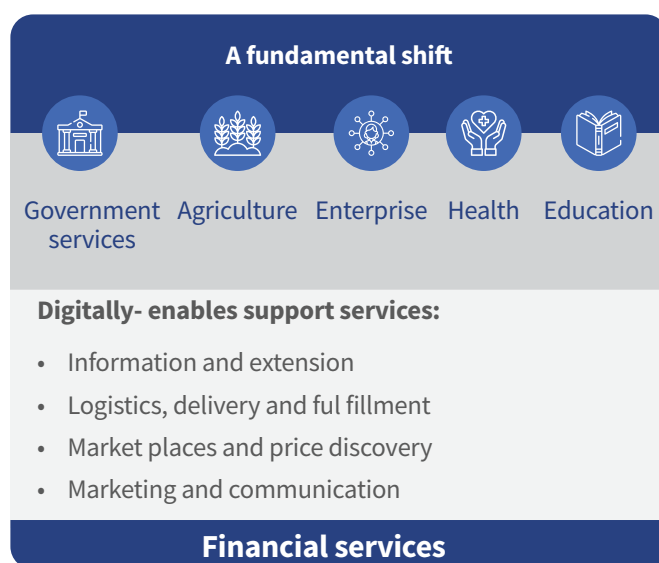 A fundamental shift
Government services Agriculture Enterprise Health Education
Digitally- enables support services:
• Information and extension
• Logistics, delivery and ful fillment
• Market places and price discovery
• Marketing and communication
Financial services